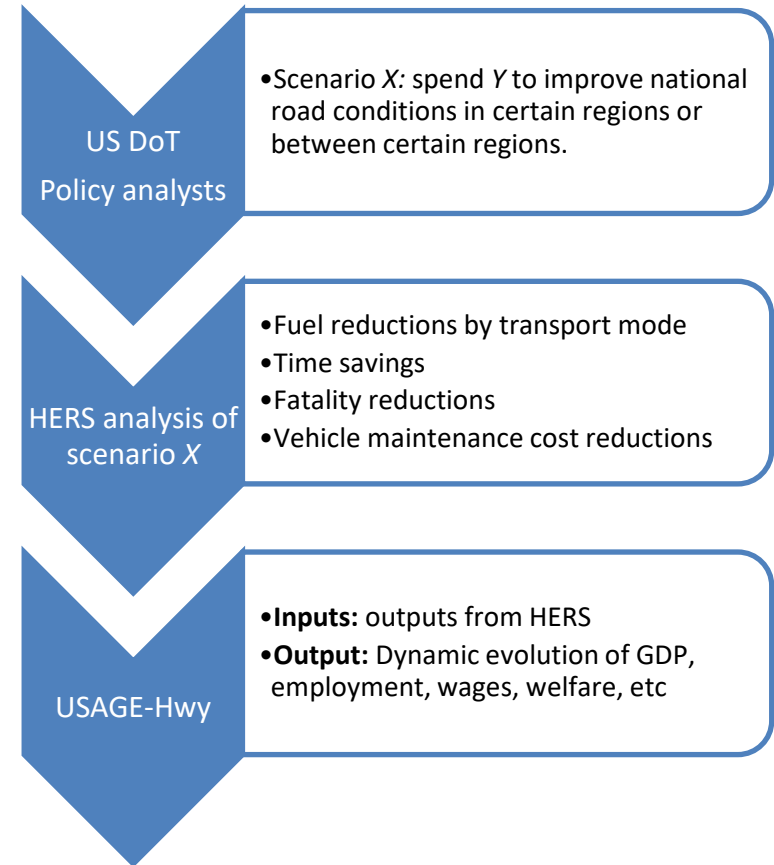 US DoT
Policy analysts
•Scenario X: spend Y to improve national
road conditions in certain regions or
between certain regions.
HERS analysis of
scenario X
•Fuel reductions by transport mode
•Time savings
•Fatality reductions
•Vehicle maintenance cost reductions
USAGE-Hwy
•Inputs: outputs from HERS
•Output: Dynamic evolution of GDP,
employment, wages, welfare, etc